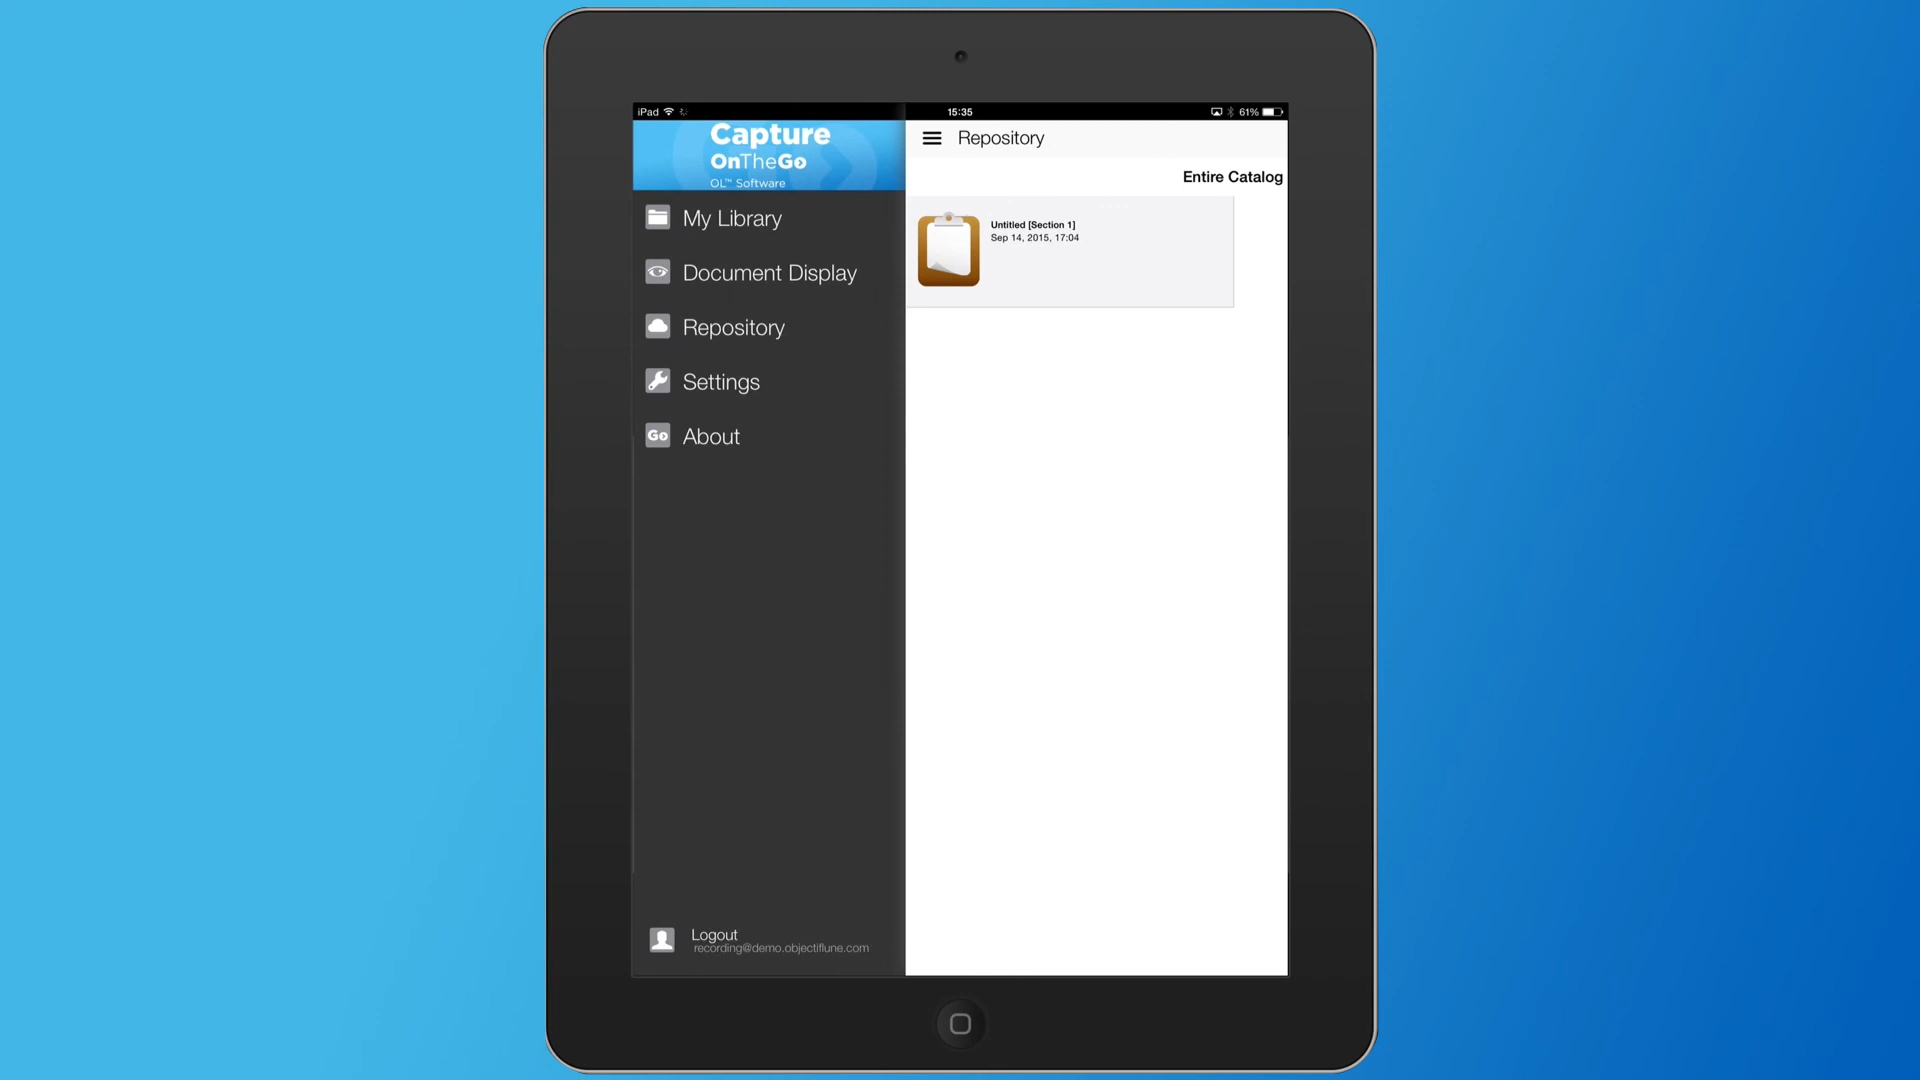 iPad 15:35 61%
Capture
OnTheGo
OL™ Software
My Library
Document Display
Repository
Settings
Go About
Logout
recording@demo.objectiflune.com
Repository
Entire Catalog
Untitled [Section 1]
Sep 14, 2015, 17:04